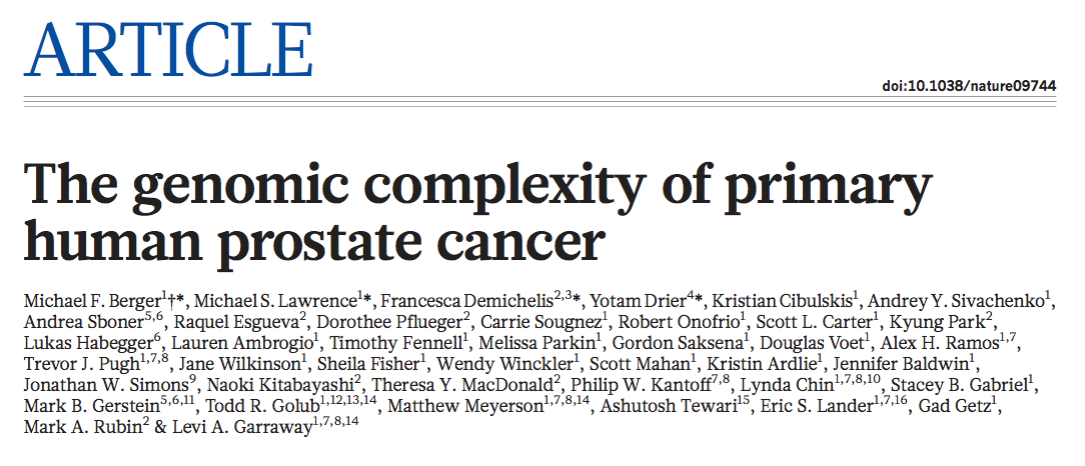 ARTICLE
doi:10.1038/nature09744
The genomic complexity of primary
human prostate cancer
Michael F. Berger¹†*, Michael S. Lawrence¹*, Francesca Demichelis²,³*, Yotam Drier⁴*, Kristian Cibulskis¹, Andrey Y. Sivachenko¹,
Andrea Sboner⁵,⁶, Raquel Esgueva², Dorothee Pflueger², Carrie Sougnez¹, Robert Onofrio¹, Scott L. Carter¹, Kyung Park²,
Lukas Habegger⁶, Lauren Ambrogio¹, Timothy Fennell¹, Melissa Parkin¹, Gordon Saksena¹, Douglas Voet¹, Alex H. Ramos¹,⁷,
Trevor J. Pugh¹,⁷,⁸, Jane Wilkinson¹, Sheila Fisher¹, Wendy Winckler¹, Scott Mahan¹, Kristin Ardlie¹, Jennifer Baldwin¹,
Jonathan W. Simons⁹, Naoki Kitabayashi², Theresa Y. MacDonald², Philip W. Kantoff⁷,⁸, Lynda Chin¹,⁷,⁸,¹⁰, Stacey B. Gabriel¹,
Mark B. Gerstein⁵,⁶,¹¹, Todd R. Golub¹,¹²,¹³,¹⁴, Matthew Meyerson¹,⁷,⁸,¹⁴, Ashutosh Tewari¹⁵, Eric S. Lander¹,⁷,¹⁶, Gad Getz¹,
Mark A. Rubin² & Levi A. Garraway¹,⁷,⁸,¹⁴